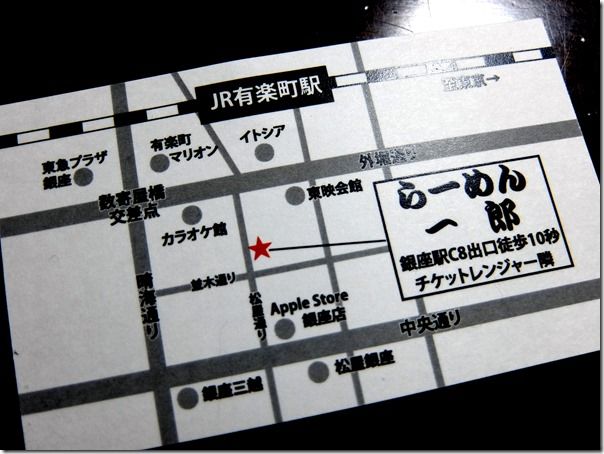 JR有楽町駅
至東京→
東急プラザ
銀座
有楽町
マリオン
イトシア
外堀通り
数寄屋橋
交差点
カラオケ館
東映会館
らーめん
一郎
銀座駅C8出口徒歩10秒
チケットレンジャー隣
並木通り
晴海通り
松屋通り
Apple Store
銀座店
中央通り
銀座三越
松屋銀座